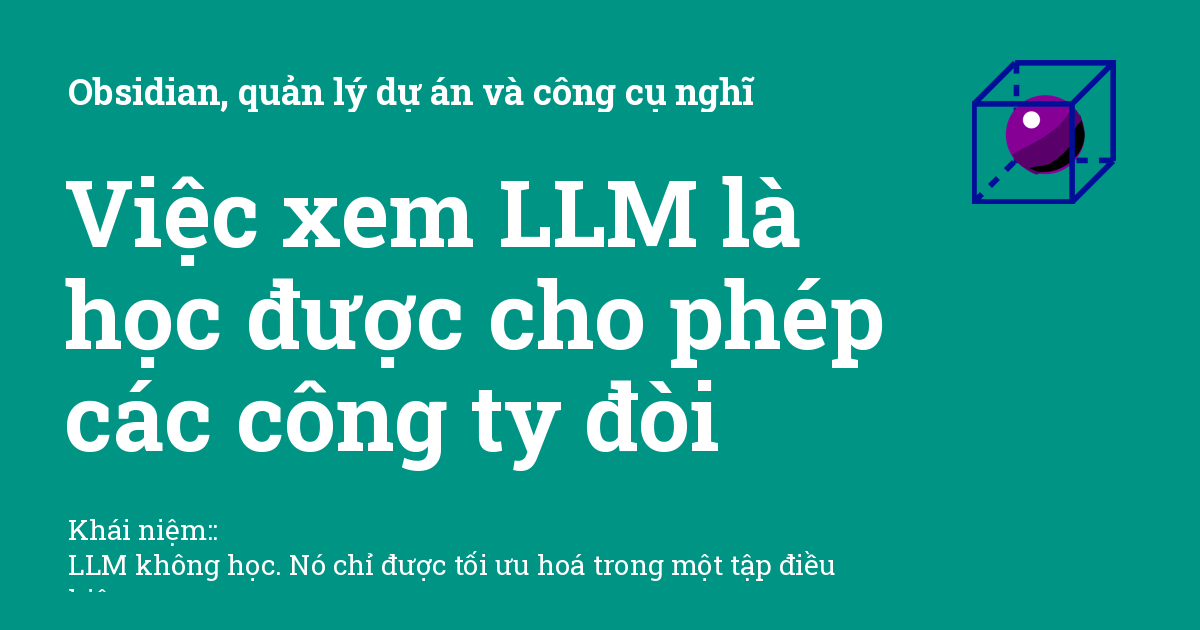 Obsidian, quản lý dự án và công cụ nghĩ
Việc xem LLM là
học được cho phép
các công ty đòi
Khái niệm::
LLM không học. Nó chỉ được tối ưu hoá trong một tập điều